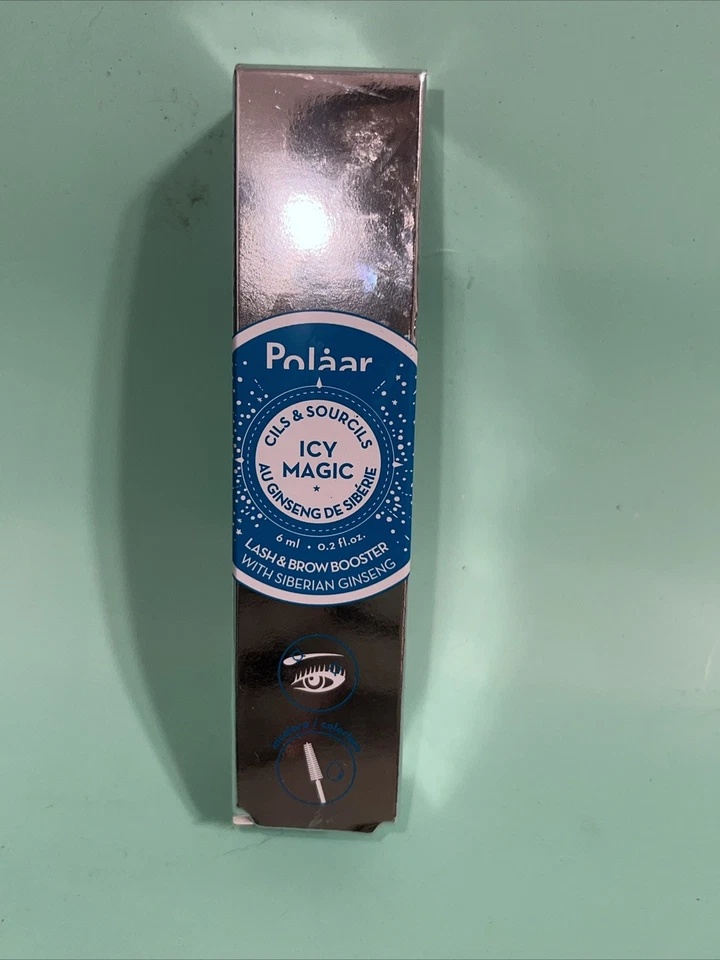 Polaar
CILS & SOURCILS
ICY
MAGIC
AU GINSENG DE SIBÉRIE
6 ml • 0.2 fl.oz.
LASH & BROW BOOSTER
WITH SIBERIAN GINSENG